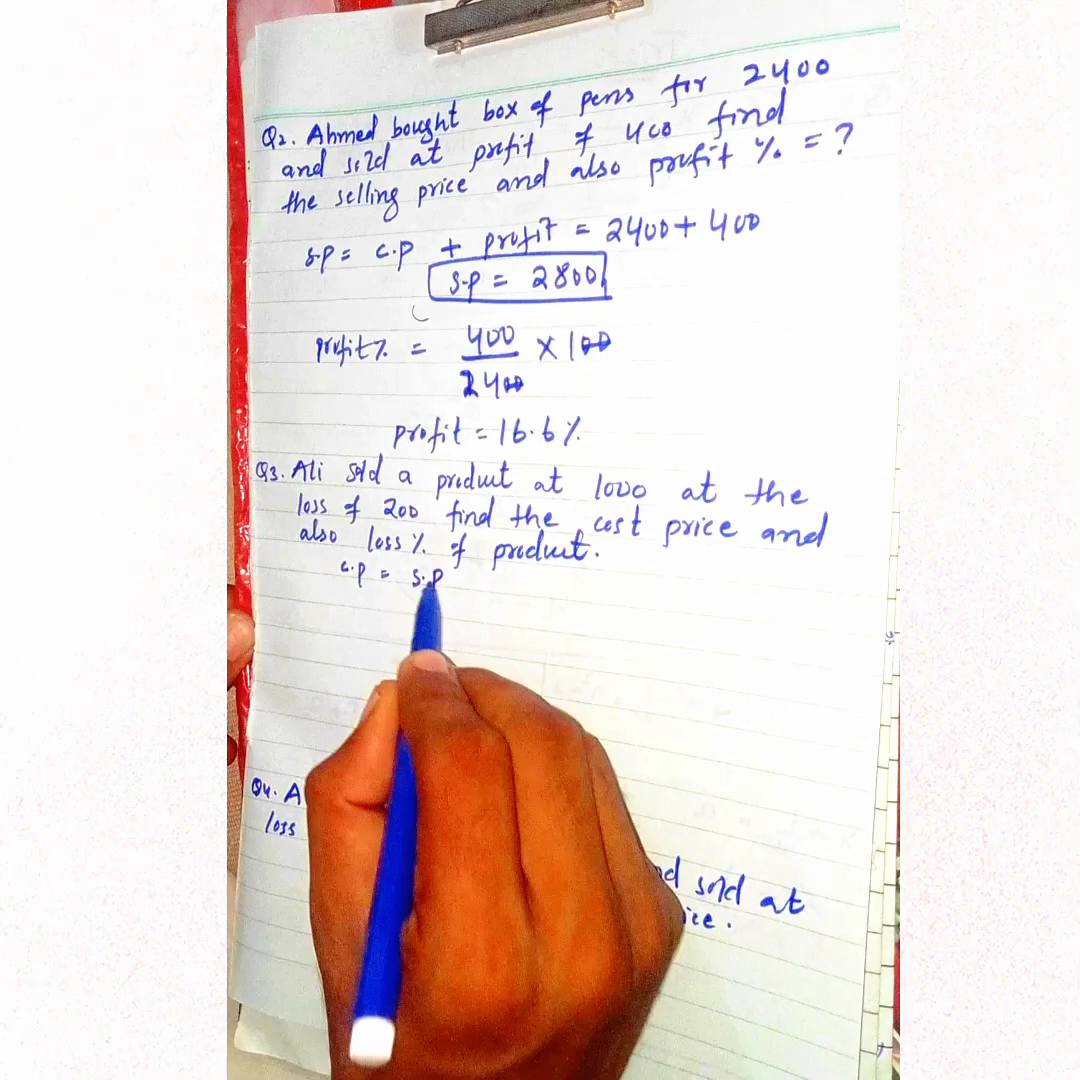 Q2. Ahmed bought box of pens for 2400
and sold at profit of 400 find
the selling price and also profit % = ?
S.P = C.P + profit = 2400 + 400
S.P = 2800
profit% = 400/2400 × 100
profit = 16.6%
Q3. Ali sold a product at 1000 at the
loss of 200 find the cost price and
also loss % of product.
C.P = S.P
Q4. A
loss
sold at